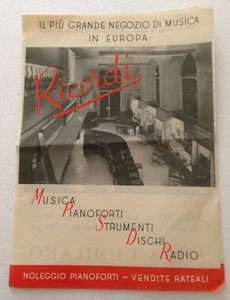 IL PIÙ GRANDE NEGOZIO DI MUSICA
IN EUROPA
Ricordi
MUSICA
PIANOFORTI
STRUMENTI
DISCHI
RADIO
NOLEGGIO PIANOFORTI – VENDITE RATEALI